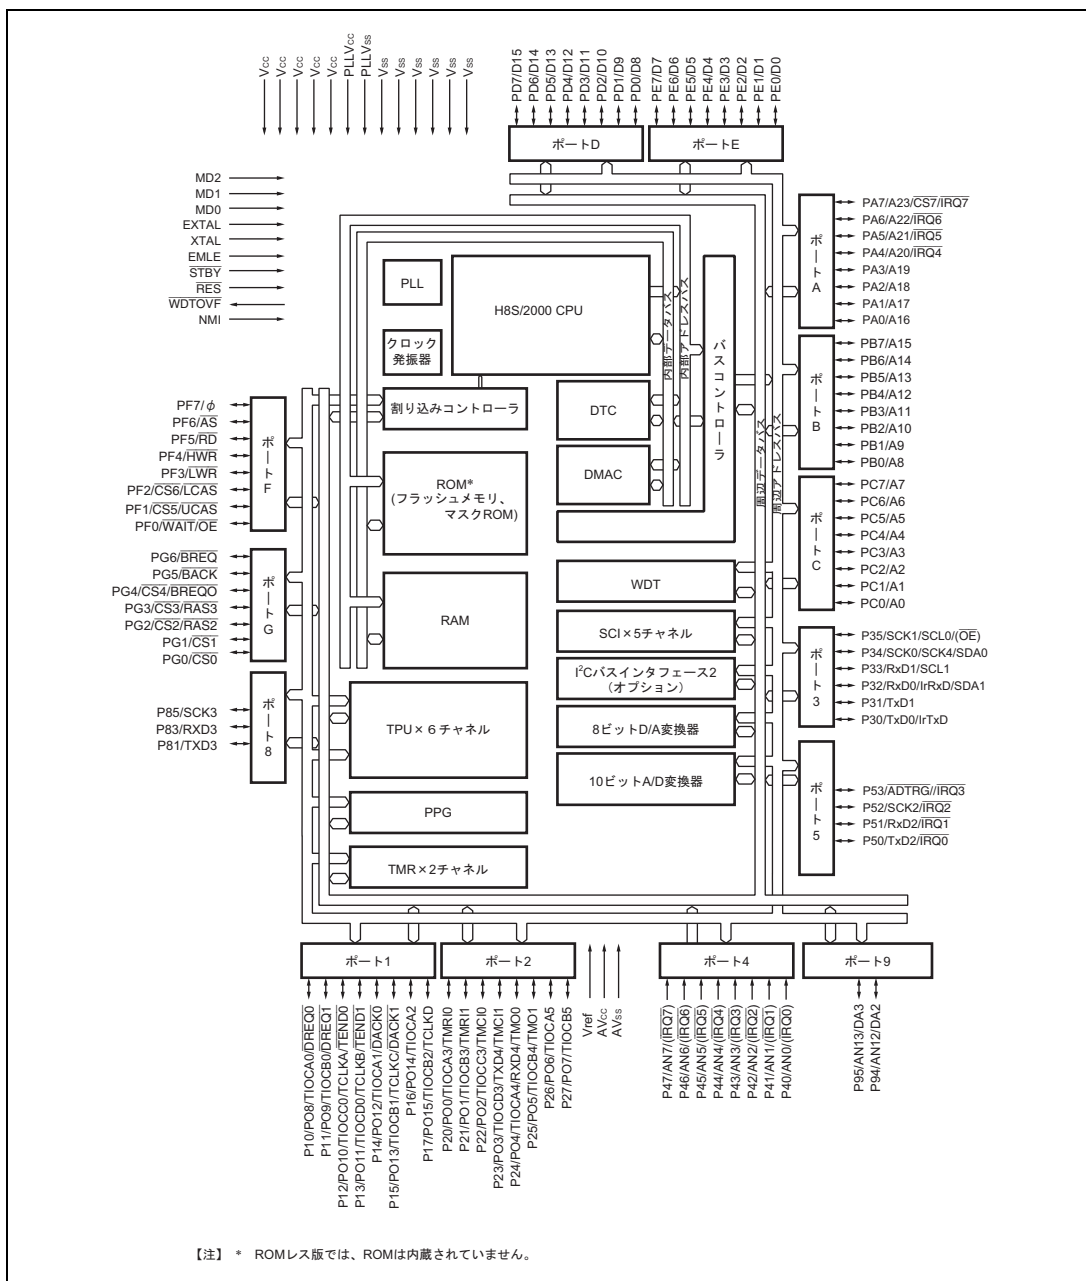 Vcc
Vcc
Vcc
Vcc
Vcc
PLLVcc
PLLVss
Vss
Vss
Vss
Vss
Vss
Vss
PD7/D15
PD6/D14
PD5/D13
PD4/D12
PD3/D11
PD2/D10
PD1/D9
PD0/D8
PE7/D7
PE6/D6
PE5/D5
PE4/D4
PE3/D3
PE2/D2
PE1/D1
PE0/D0
ポートD
ポートE
MD2
MD1
MD0
EXTAL
XTAL
EMLE
STBY
RES
WDTOVF
NMI
PF7/φ
PF6/AS
PF5/RD
PF4/HWR
PF3/LWR
PF2/CS6/LCAS
PF1/CS5/UCAS
PF0/WAIT/OE
ポートF
PG6/BREQ
PG5/BACK
PG4/CS4/BREQO
PG3/CS3/RAS3
PG2/CS2/RAS2
PG1/CS1
PG0/CS0
ポートG
P85/SCK3
P83/RXD3
P81/TXD3
ポート8
PLL
クロック
発振器
H8S/2000 CPU
割り込みコントローラ
ROM*
(フラッシュメモリ、
マスクROM)
RAM
TPU×6チャネル
PPG
TMR×2チャネル
DTC
DMAC
内部データバス
内部アドレスバス
バスコントローラ
周辺データバス
周辺アドレスバス
WDT
SCI×5チャネル
I²Cバスインタフェース2
(オプション)
8ビットD/A変換器
10ビットA/D変換器
ポートA
PA7/A23/CS7/IRQ7
PA6/A22/IRQ6
PA5/A21/IRQ5
PA4/A20/IRQ4
PA3/A19
PA2/A18
PA1/A17
PA0/A16
ポートB
PB7/A15
PB6/A14
PB5/A13
PB4/A12
PB3/A11
PB2/A10
PB1/A9
PB0/A8
ポートC
PC7/A7
PC6/A6
PC5/A5
PC4/A4
PC3/A3
PC2/A2
PC1/A1
PC0/A0
ポート3
P35/SCK1/SCL0/(OE)
P34/SCK0/SCK4/SDA0
P33/RxD1/SCL1
P32/RxD0/IrRxD/SDA1
P31/TxD1
P30/TxD0/IrTxD
ポート5
P53/ADTRG//IRQ3
P52/SCK2/IRQ2
P51/RxD2/IRQ1
P50/TxD2/IRQ0
ポート1
ポート2
ポート4
ポート9
P10/PO8/TIOCA0/DREQ0
P11/PO9/TIOCB0/DREQ1
P12/PO10/TIOCC0/TCLKA/TEND0
P13/PO11/TIOCD0/TCLKB/TEND1
P14/PO12/TIOCA1/DACK0
P15/PO13/TIOCB1/TCLKC/DACK1
P16/PO14/TIOCA2
P17/PO15/TIOCB2/TCLKD
P20/PO0/TIOCA3/TMRI0
P21/PO1/TIOCB3/TMRI1
P22/PO2/TIOCC3/TMCI0
P23/PO3/TIOCD3/TXD4/TMCI1
P24/PO4/TIOCA4/RXD4/TMO0
P25/PO5/TIOCB4/TMO1
P26/PO6/TIOCA5
P27/PO7/TIOCB5
Vref
AVcc
AVss
P47/AN7/(IRQ7)
P46/AN6/(IRQ6)
P45/AN5/(IRQ5)
P44/AN4/(IRQ4)
P43/AN3/(IRQ3)
P42/AN2/(IRQ2)
P41/AN1/(IRQ1)
P40/AN0/(IRQ0)
P95/AN13/DA3
P94/AN12/DA2
【注】 * ROMレス版では、ROMは内蔵されていません。